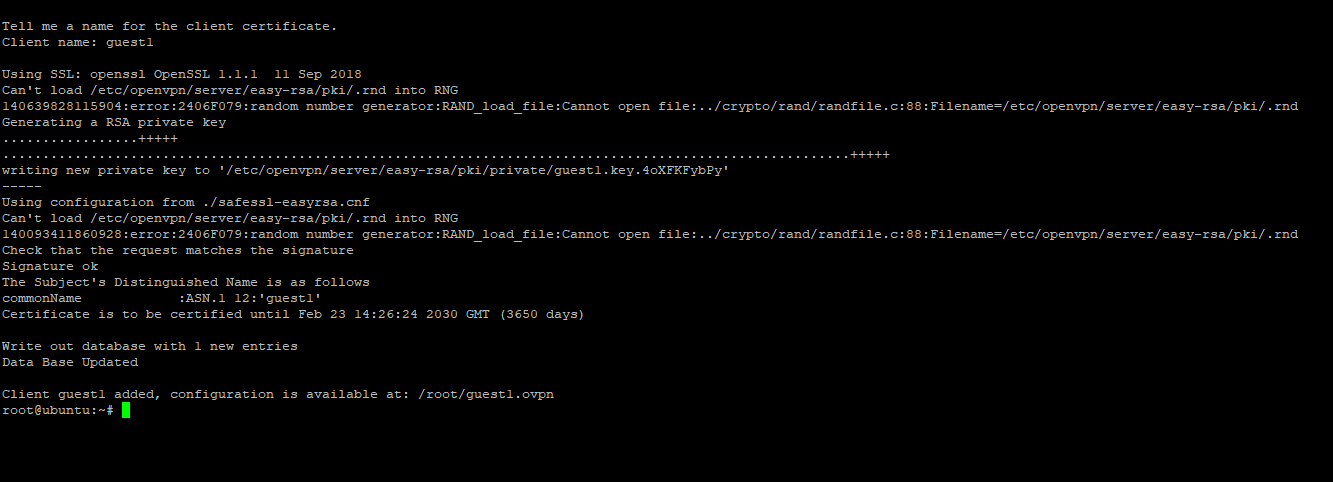 Tell me a name for the client certificate.
Client name: guest1
Using SSL: openssl OpenSSL 1.1.1  11 Sep 2018
Can't load /etc/openvpn/server/easy-rsa/pki/.rnd into RNG
140639828115904:error:2406F079:random number generator:RAND_load_file:Cannot open file:../crypto/rand/randfile.c:88:Filename=/etc/openvpn/server/easy-rsa/pki/.rnd
Generating a RSA private key
.................+++++
..........................................................................................................+++++
writing new private key to '/etc/openvpn/server/easy-rsa/pki/private/guest1.key.4oXFKFybPy'
-----
Using configuration from ./safessl-easyrsa.cnf
Can't load /etc/openvpn/server/easy-rsa/pki/.rnd into RNG
140093411860928:error:2406F079:random number generator:RAND_load_file:Cannot open file:../crypto/rand/randfile.c:88:Filename=/etc/openvpn/server/easy-rsa/pki/.rnd
Check that the request matches the signature
Signature ok
The Subject's Distinguished Name is as follows
commonName            :ASN.1 12:'guest1'
Certificate is to be certified until Feb 23 14:26:24 2030 GMT (3650 days)
Write out database with 1 new entries
Data Base Updated
Client guest1 added, configuration is available at: /root/guest1.ovpn
root@ubuntu:~#